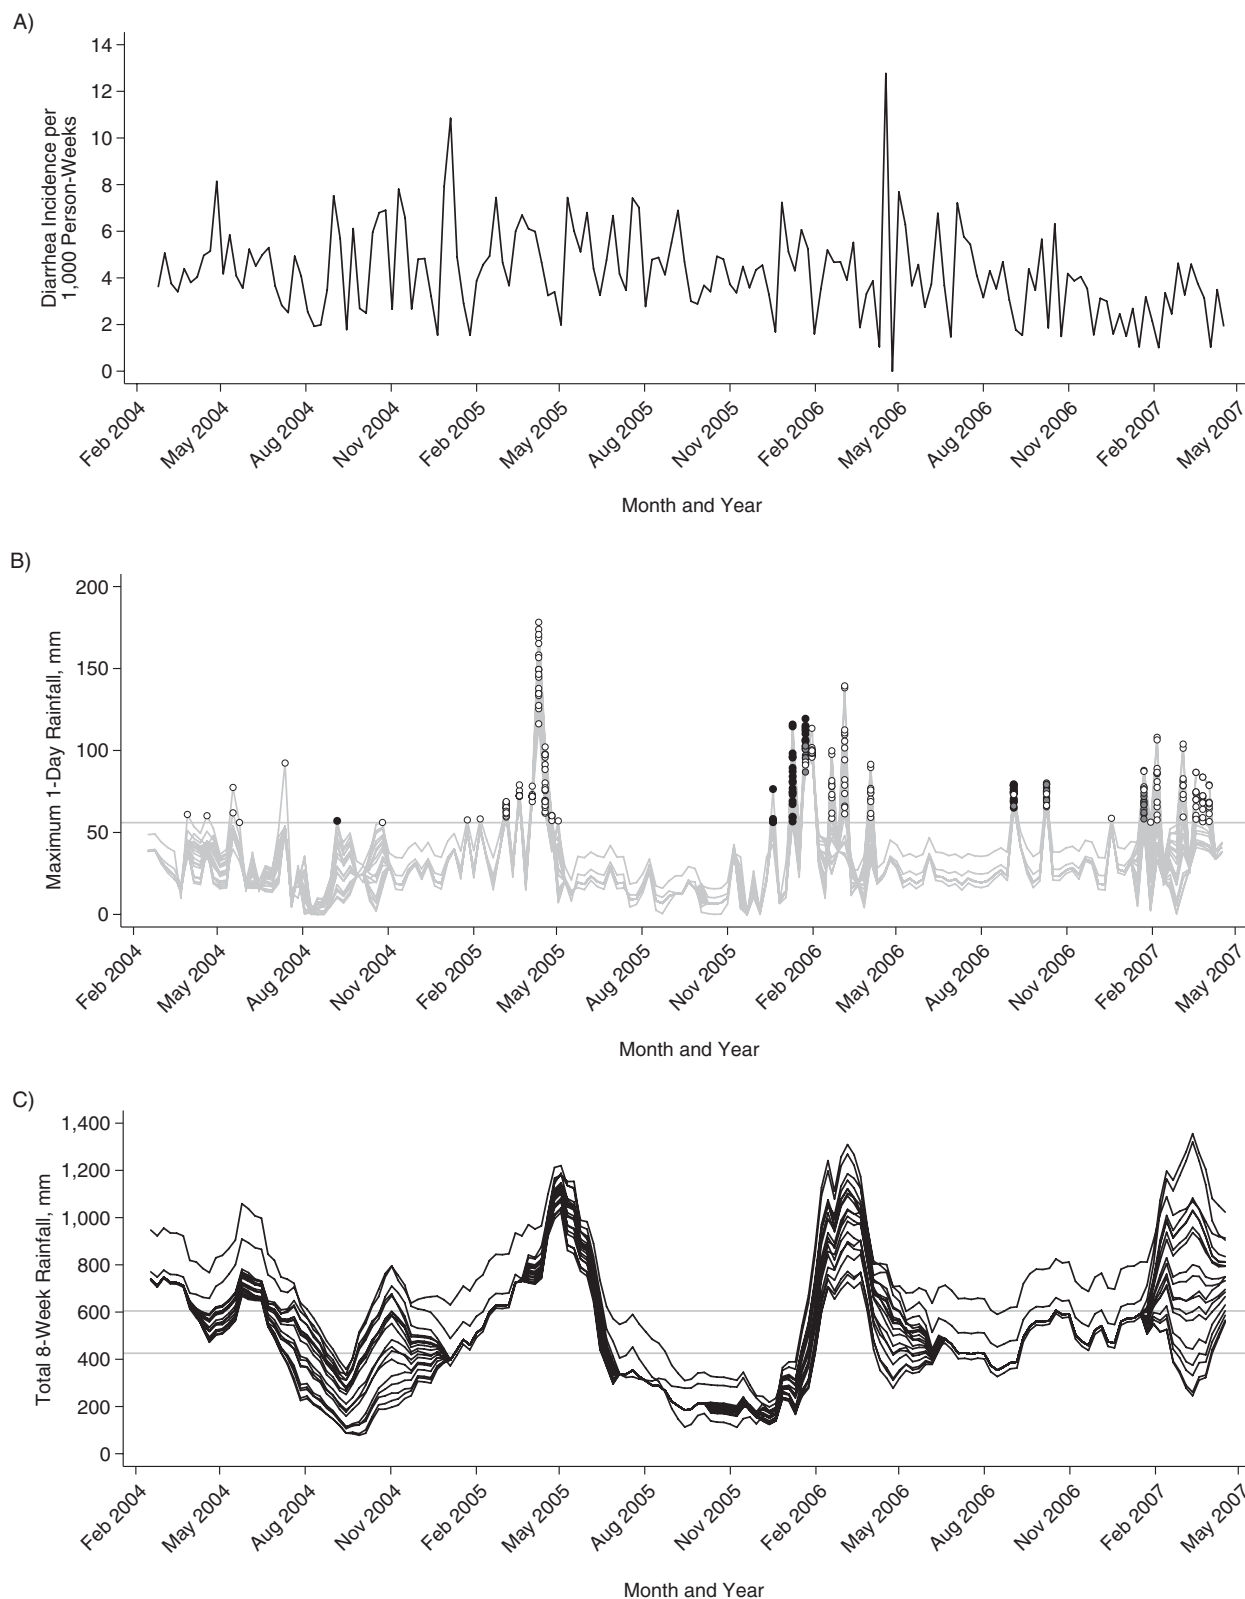 A)
Diarrhea Incidence per
1,000 Person-Weeks
14
12
10
8
6
4
2
0
Feb 2004
May 2004
Aug 2004
Nov 2004
Feb 2005
May 2005
Aug 2005
Nov 2005
Feb 2006
May 2006
Aug 2006
Nov 2006
Feb 2007
May 2007
Month and Year
B)
Maximum 1-Day Rainfall, mm
200
150
100
50
0
Feb 2004
May 2004
Aug 2004
Nov 2004
Feb 2005
May 2005
Aug 2005
Nov 2005
Feb 2006
May 2006
Aug 2006
Nov 2006
Feb 2007
May 2007
Month and Year
C)
Total 8-Week Rainfall, mm
1,400
1,200
1,000
800
600
400
200
0
Feb 2004
May 2004
Aug 2004
Nov 2004
Feb 2005
May 2005
Aug 2005
Nov 2005
Feb 2006
May 2006
Aug 2006
Nov 2006
Feb 2007
May 2007
Month and Year